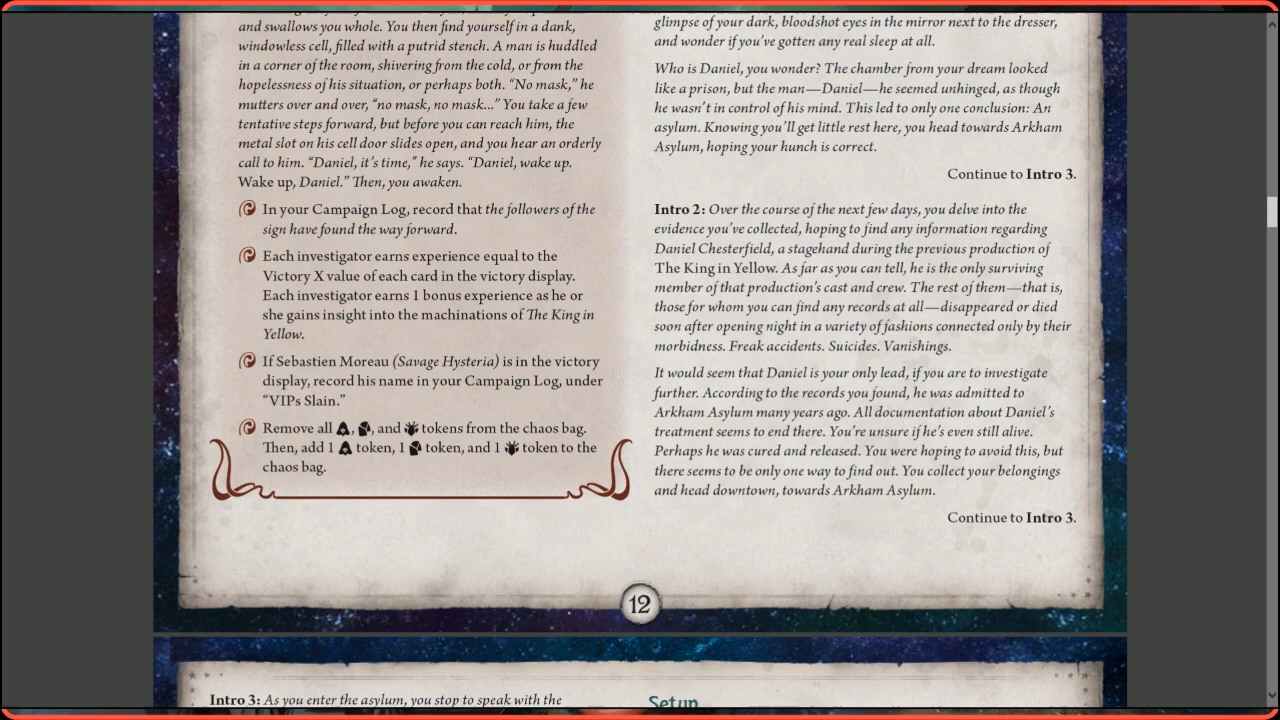 and swallows you whole. You then find yourself in a dank,
windowless cell, filled with a putrid stench. A man is huddled
in a corner of the room, shivering from the cold, or from the
hopelessness of his situation, or perhaps both. “No mask,” he
mutters over and over, “no mask, no mask...” You take a few
tentative steps forward, but before you can reach him, the
metal slot on his cell door slides open, and you hear an orderly
call to him. “Daniel, it’s time,” he says. “Daniel, wake up.
Wake up, Daniel.” Then, you awaken.
In your Campaign Log, record that the followers of the
sign have found the way forward.
Each investigator earns experience equal to the
Victory X value of each card in the victory display.
Each investigator earns 1 bonus experience as he or
she gains insight into the machinations of The King in
Yellow.
If Sebastien Moreau (Savage Hysteria) is in the victory
display, record his name in your Campaign Log, under
“VIPs Slain.”
Remove all , , and tokens from the chaos bag.
Then, add 1 token, 1 token, and 1 token to the
chaos bag.
glimpse of your dark, bloodshot eyes in the mirror next to the dresser,
and wonder if you’ve gotten any real sleep at all.
Who is Daniel, you wonder? The chamber from your dream looked
like a prison, but the man—Daniel—he seemed unhinged, as though
he wasn’t in control of his mind. This led to only one conclusion: An
asylum. Knowing you’ll get little rest here, you head towards Arkham
Asylum, hoping your hunch is correct.
Continue to Intro 3.
Intro 2: Over the course of the next few days, you delve into the
evidence you’ve collected, hoping to find any information regarding
Daniel Chesterfield, a stagehand during the previous production of
The King in Yellow. As far as you can tell, he is the only surviving
member of that production’s cast and crew. The rest of them—that is,
those for whom you can find any records at all—disappeared or died
soon after opening night in a variety of fashions connected only by their
morbidness. Freak accidents. Suicides. Vanishings.
It would seem that Daniel is your only lead, if you are to investigate
further. According to the records you found, he was admitted to
Arkham Asylum many years ago. All documentation about Daniel’s
treatment seems to end there. You’re unsure if he’s even still alive.
Perhaps he was cured and released. You were hoping to avoid this, but
there seems to be only one way to find out. You collect your belongings
and head downtown, towards Arkham Asylum.
Continue to Intro 3.
12
Intro 3: As you enter the asylum, you stop to speak with the
Setup